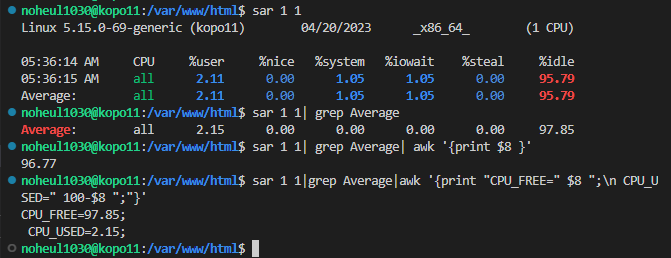 noheul1030@kopo11:/var/www/html$ sar 1 1
Linux 5.15.0-69-generic (kopo11) 04/20/2023 _x86_64_ (1 CPU)
05:36:14 AM CPU %user %nice %system %iowait %steal %idle
05:36:15 AM all 2.11 0.00 1.05 1.05 0.00 95.79
Average: all 2.11 0.00 1.05 1.05 0.00 95.79
noheul1030@kopo11:/var/www/html$ sar 1 1| grep Average
Average: all 2.15 0.00 0.00 0.00 0.00 97.85
noheul1030@kopo11:/var/www/html$ sar 1 1| grep Average| awk '{print $8 }'
96.77
noheul1030@kopo11:/var/www/html$ sar 1 1|grep Average|awk '{print "CPU_FREE=" $8 ";\n CPU_U
SED=" 100-$8 ";"}'
CPU_FREE=97.85;
CPU_USED=2.15;
noheul1030@kopo11:/var/www/html$